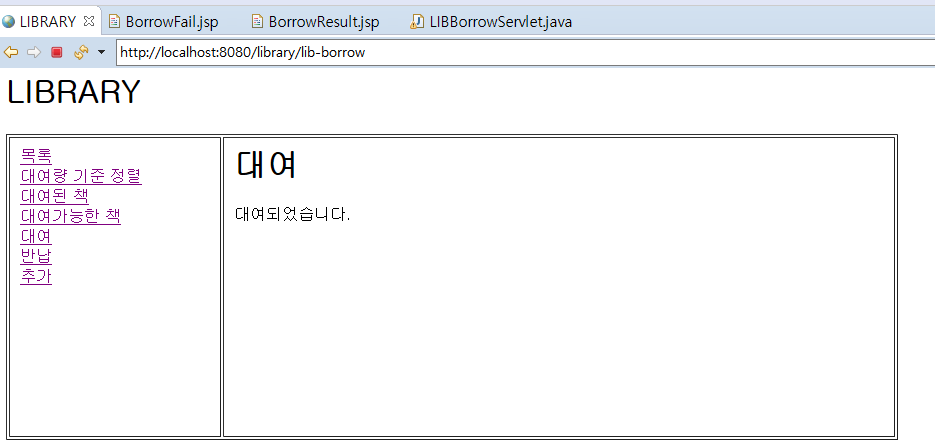 LIBRARY BorrowFail.jsp BorrowResult.jsp LIBBorrowServlet.java
http://localhost:8080/library/lib-borrow
LIBRARY
목록
대여량 기준 정렬
대여된 책
대여가능한 책
대여
반납
추가
대여
대여되었습니다.